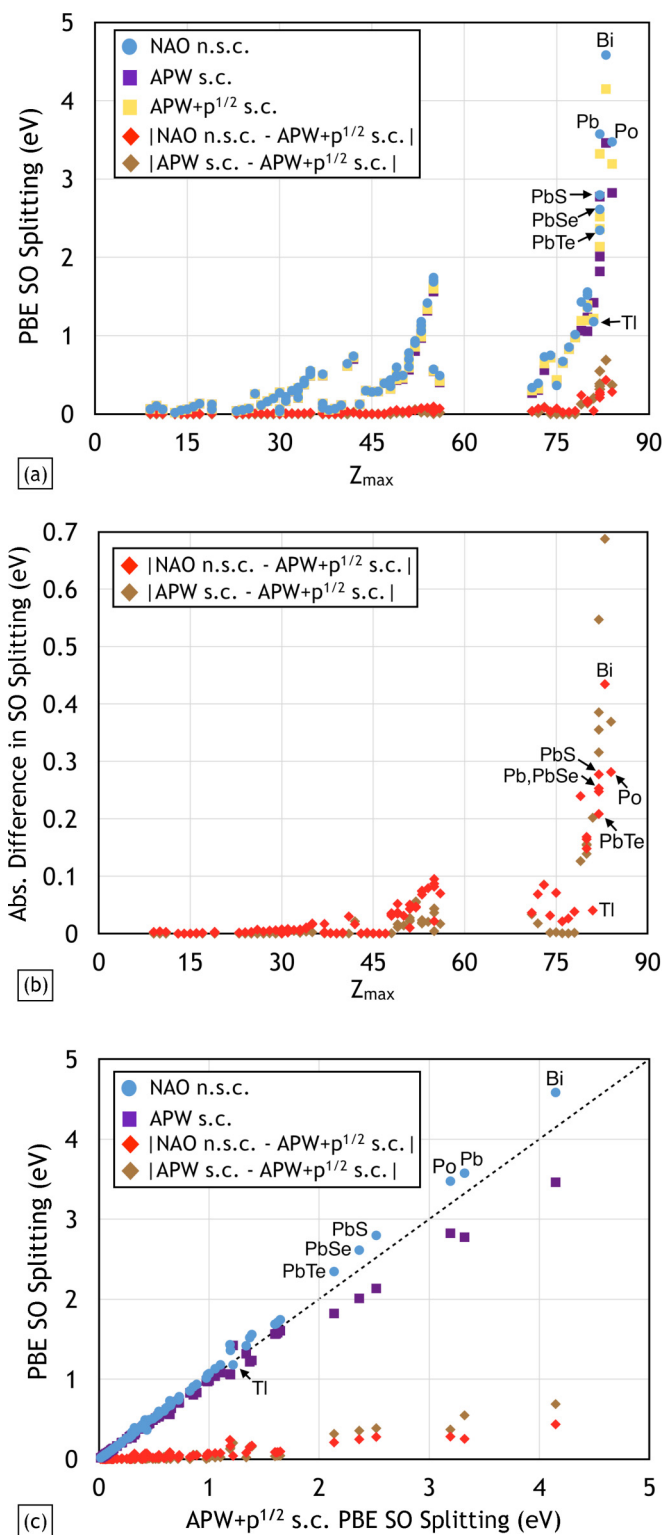 5
4
3
2
1
0
PBE SO Splitting (eV)
NAO n.s.c.
APW s.c.
APW+p1/2 s.c.
|NAO n.s.c. - APW+p1/2 s.c.|
|APW s.c. - APW+p1/2 s.c.|
Bi
Pb
Po
PbS
PbSe
PbTe
Tl
0 15 30 45 60 75 90
Zmax
(a)
0.7
0.6
0.5
0.4
0.3
0.2
0.1
0
Abs. Difference in SO Splitting (eV)
|NAO n.s.c. - APW+p1/2 s.c.|
|APW s.c. - APW+p1/2 s.c.|
Bi
PbS
Pb,PbSe
Po
PbTe
Tl
0 15 30 45 60 75 90
Zmax
(b)
5
4
3
2
1
0
PBE SO Splitting (eV)
NAO n.s.c.
APW s.c.
|NAO n.s.c. - APW+p1/2 s.c.|
|APW s.c. - APW+p1/2 s.c.|
Bi
Po Pb
PbS
PbSe
PbTe
Tl
0 1 2 3 4 5
APW+p1/2 s.c. PBE SO Splitting (eV)
(c)